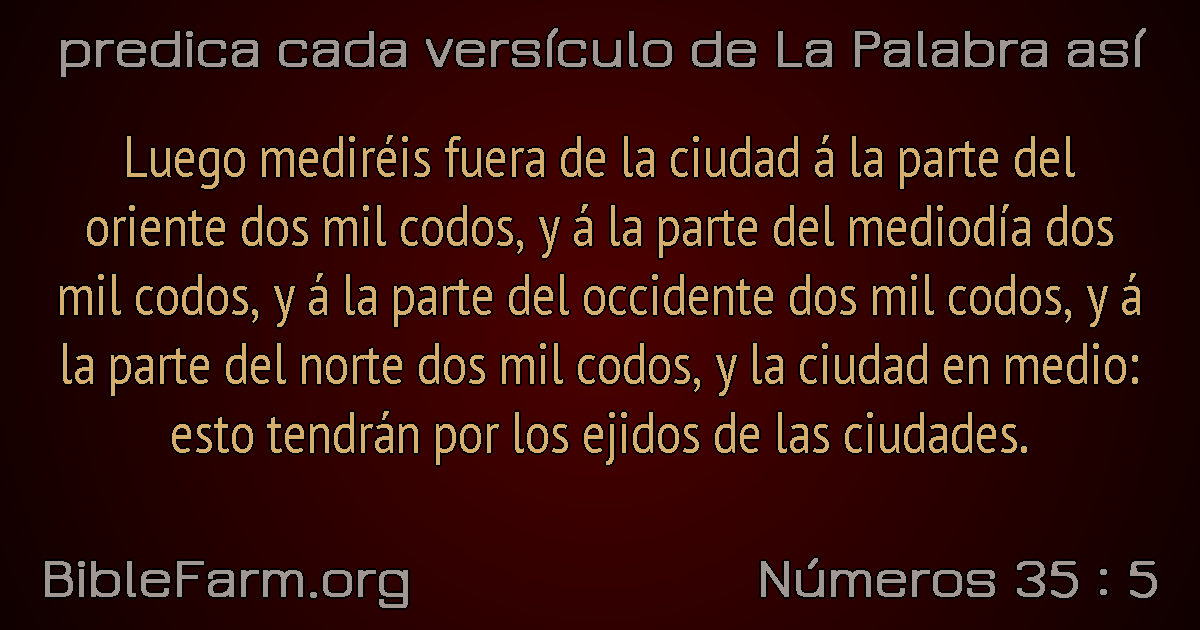 predica cada versículo de La Palabra así
Luego mediréis fuera de la ciudad á la parte del
oriente dos mil codos, y á la parte del mediodía dos
mil codos, y á la parte del occidente dos mil codos, y á
la parte del norte dos mil codos, y la ciudad en medio:
esto tendrán por los ejidos de las ciudades.
BibleFarm.org
Números 35 : 5